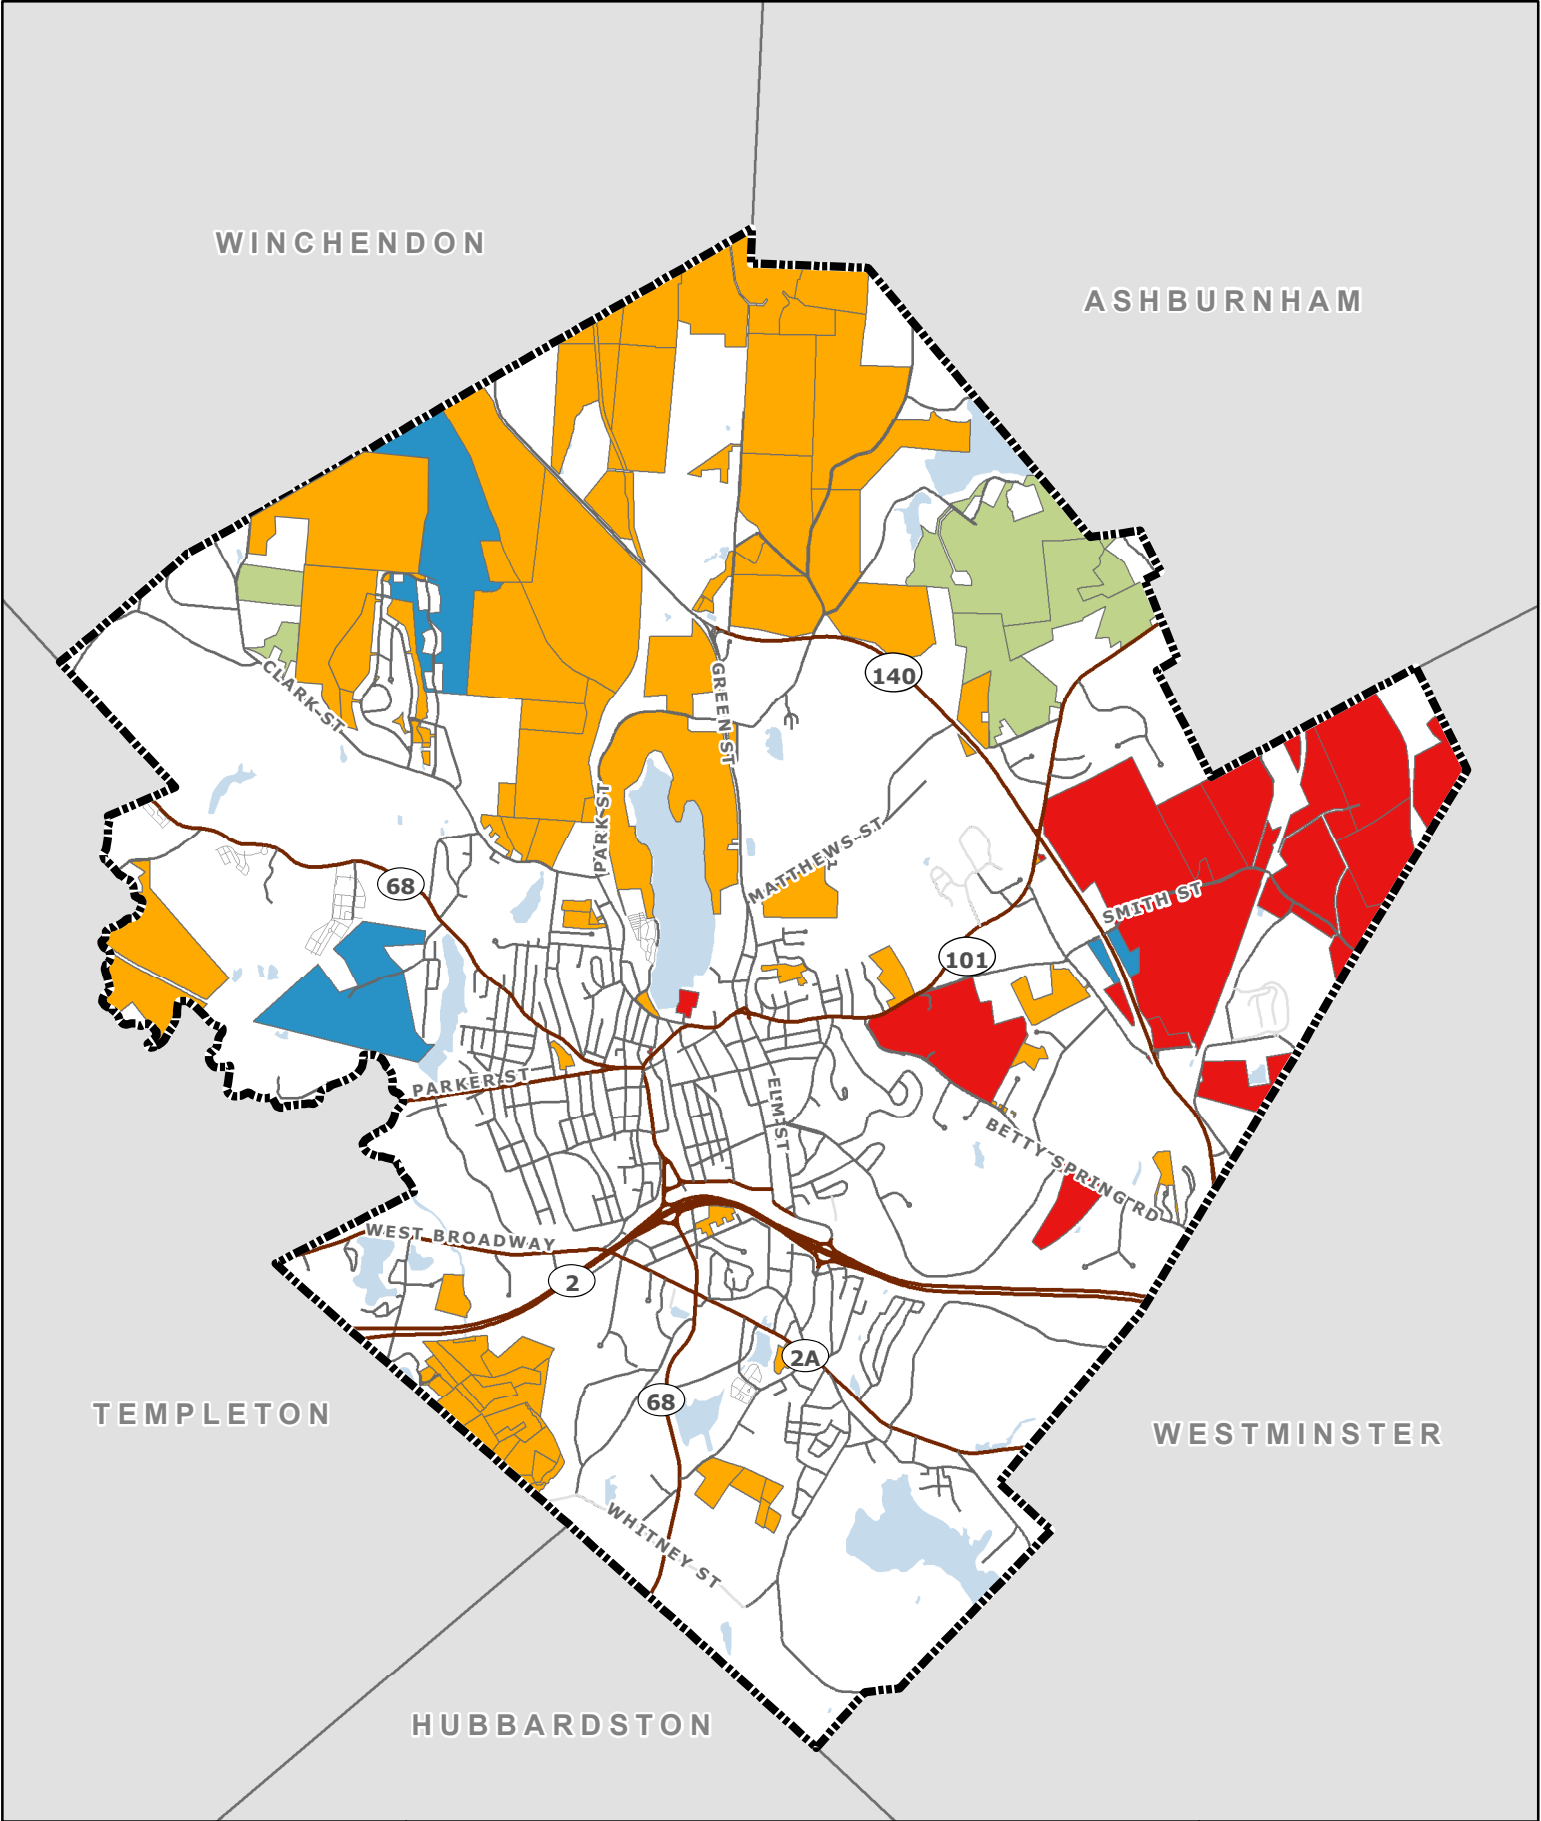 WINCHENDON
ASHBURNHAM
CLARK ST
GREEN ST
140
PARK ST
MATTHEWS ST
68
SMITH ST
101
PARKER ST
ELM ST
BETTY SPRING RD
WEST BROADWAY
2
2A
68
TEMPLETON
WESTMINSTER
WHITNEY ST
HUBBARDSTON